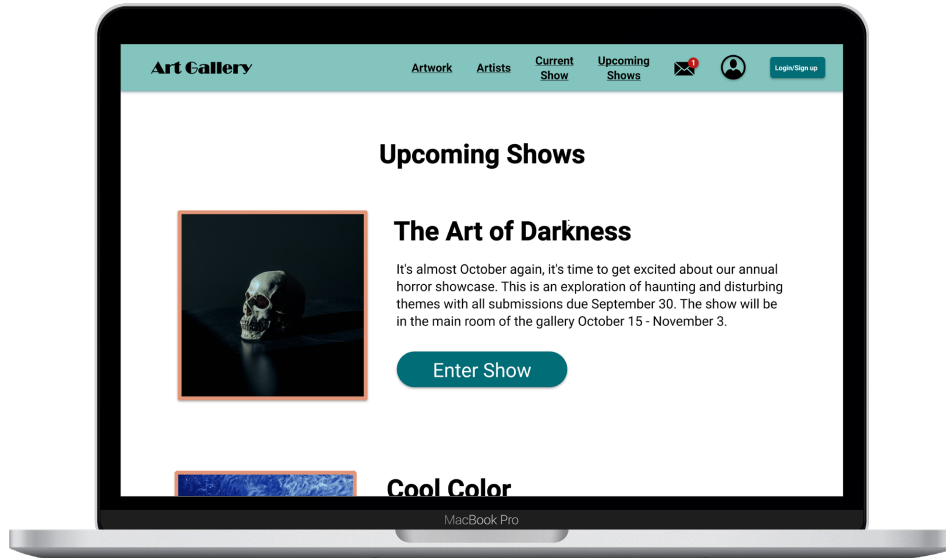 Art Gallery
Artwork
Artists
Current
Show
Upcoming
Shows
1
Login/Sign up
Upcoming Shows
The Art of Darkness
It's almost October again, it's time to get excited about our annual
horror showcase. This is an exploration of haunting and disturbing
themes with all submissions due September 30. The show will be
in the main room of the gallery October 15 - November 3.
Enter Show
Cool Color
MacBook Pro